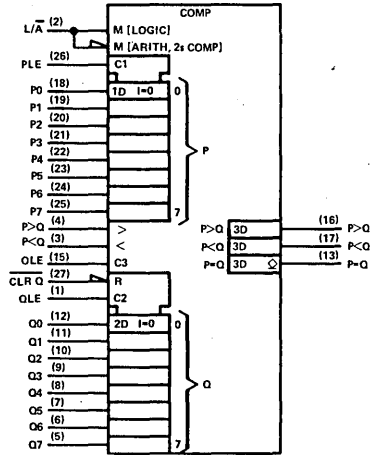 COMP
L/A (2) M [LOGIC]
M [ARITH, 2s COMP]
PLE (26) C1
P0 (18) 1D I=0 0
P1 (19)
P2 (20)
P3 (21)
P4 (22)
P5 (23)
P6 (24)
P7 (25) 7
P
P>Q (4) >
P<Q (3) <
OLE (15) C3
CLR Q (27) R
QLE (1) C2
Q0 (12) 2D I=0 0
Q1 (11)
Q2 (10)
Q3 (9)
Q4 (8)
Q5 (7)
Q6 (6)
Q7 (5) 7
Q
P>Q 3D (16) P>Q
P<Q 3D (17) P<Q
P=Q 3D (13) P=Q